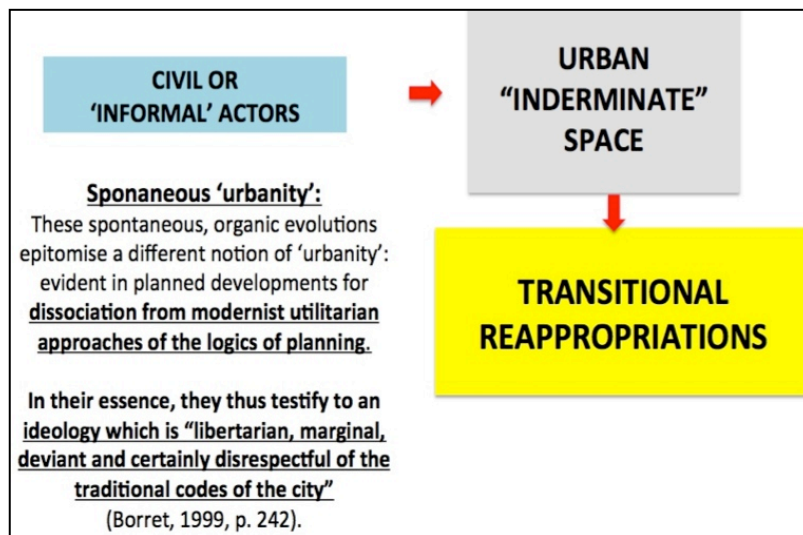 CIVIL OR
‘INFORMAL’ ACTORS
URBAN
“INDERMINATE”
SPACE
Sponaneous ‘urbanity’:
These spontaneous, organic evolutions
epitomise a different notion of ‘urbanity’:
evident in planned developments for
dissociation from modernist utilitarian
approaches of the logics of planning.
In their essence, they thus testify to an
ideology which is “libertarian, marginal,
deviant and certainly disrespectful of the
traditional codes of the city”
(Borret, 1999, p. 242).
TRANSITIONAL
REAPPROPRIATIONS